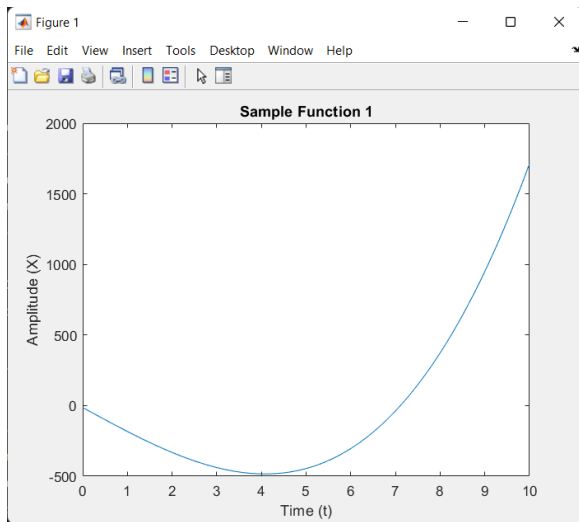 Figure 1
File Edit View Insert Tools Desktop Window Help
Sample Function 1
2000
1500
1000
500
0
-500
Amplitude (X)
0 1 2 3 4 5 6 7 8 9 10
Time (t)